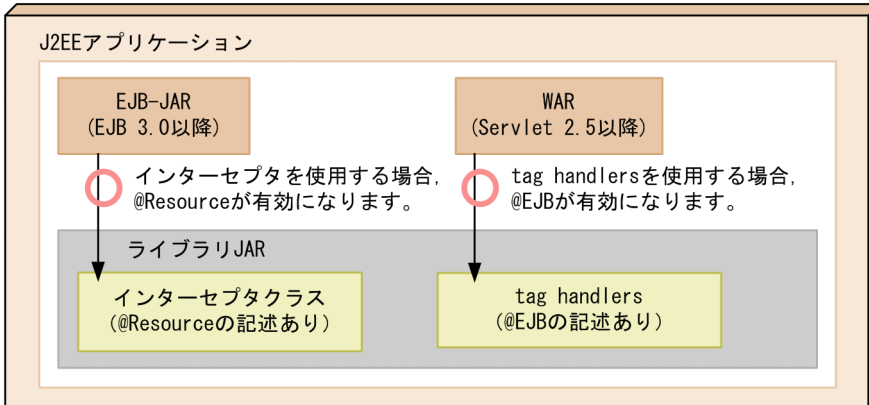 J2EEアプリケーション
EJB-JAR
(EJB 3.0以降)
WAR
(Servlet 2.5以降)
インターセプタを使用する場合,
@Resourceが有効になります。
tag handlersを使用する場合,
@EJBが有効になります。
ライブラリJAR
インターセプタクラス
(@Resourceの記述あり)
tag handlers
(@EJBの記述あり)